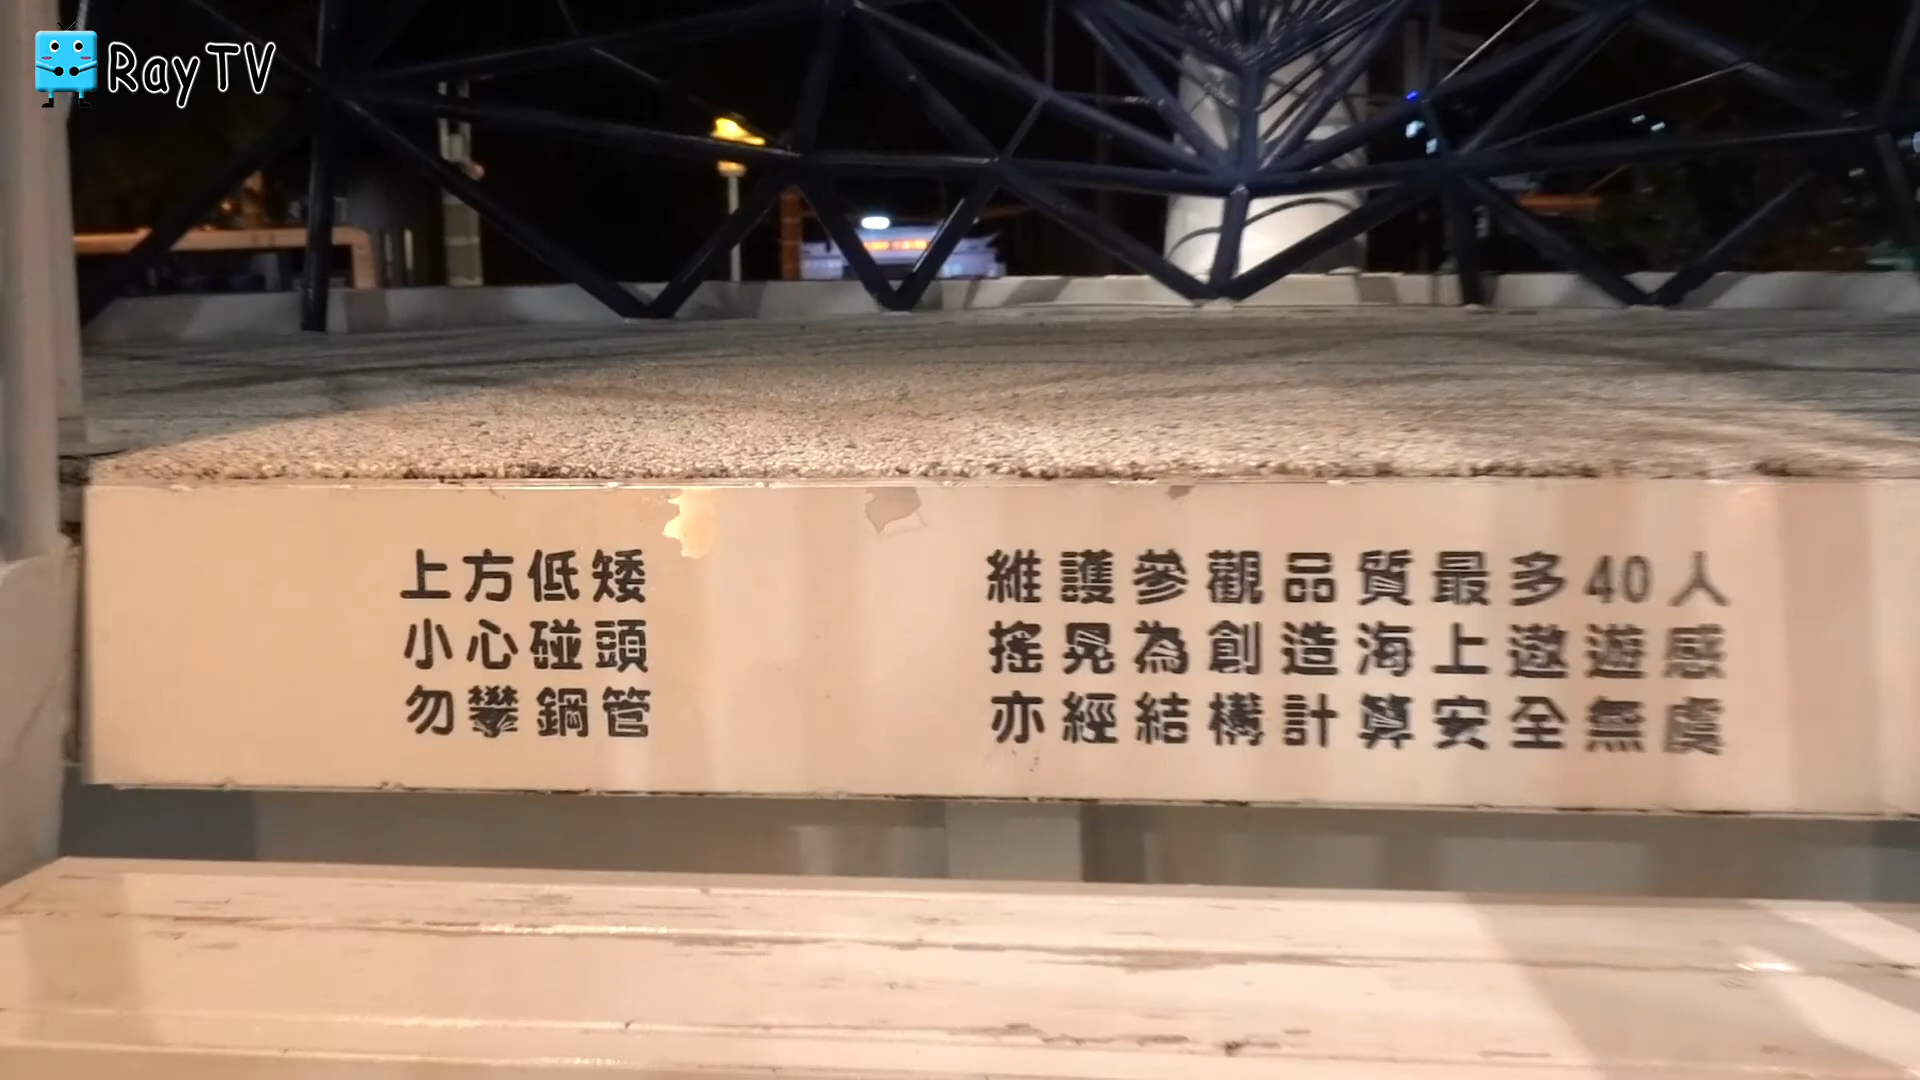 RayTV
上方低矮
小心碰頭
勿攀鋼管
維護參觀品質最多40人
搖晃為創造海上遨遊感
亦經結構計算安全無虞